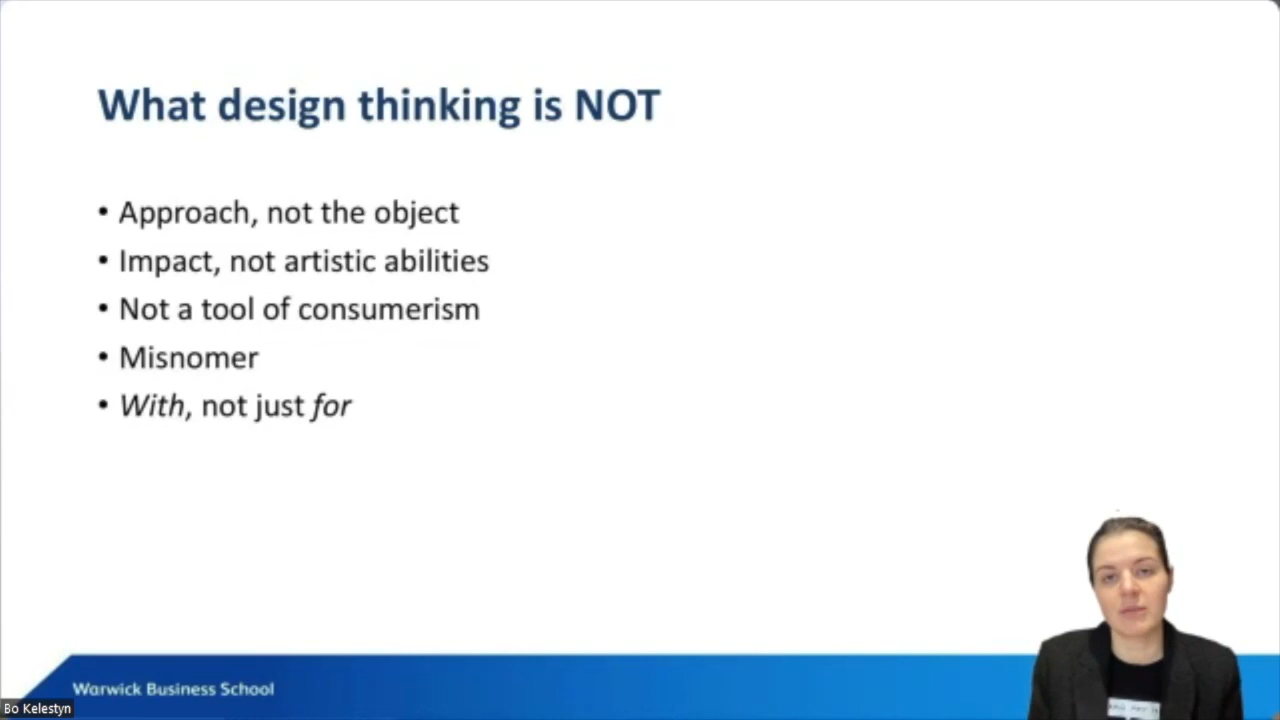 What design thinking is NOT
• Approach, not the object
• Impact, not artistic abilities
• Not a tool of consumerism
• Misnomer
• With, not just for
Warwick Business School
Bo Kelestyn